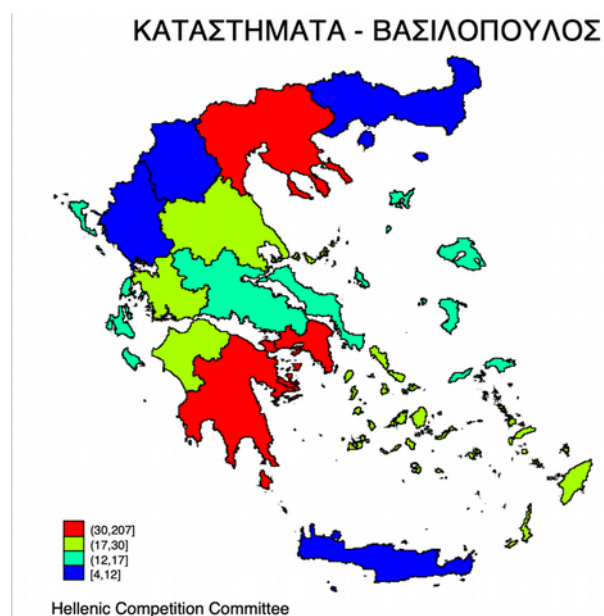 ΚΑΤΑΣΤΗΜΑΤΑ - ΒΑΣΙΛΟΠΟΥΛΟΣ
(30,207]
(17,30]
(12,17]
[4,12]
Hellenic Competition Committee